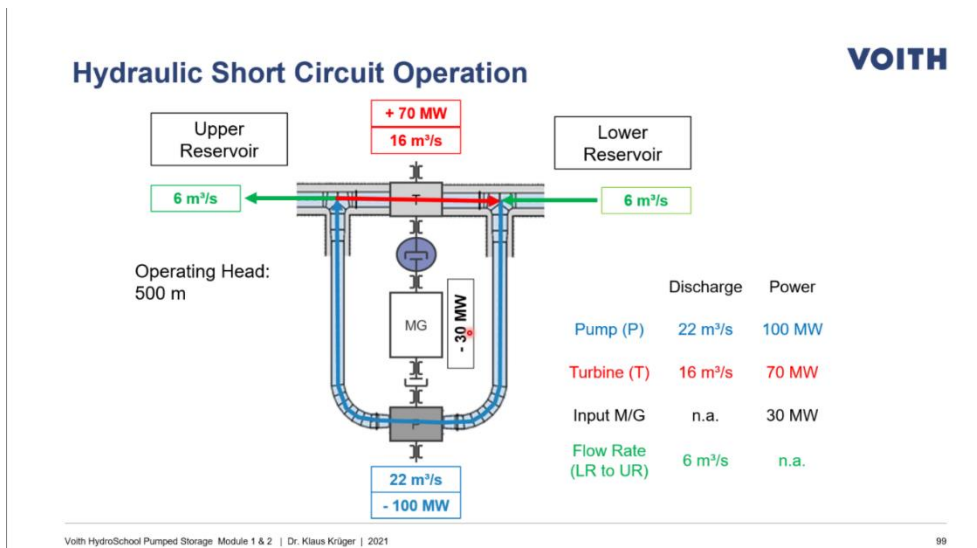 VOITH
Hydraulic Short Circuit Operation
+ 70 MW
16 m³/s
Upper
Reservoir
Lower
Reservoir
6 m³/s
T
6 m³/s
Operating Head:
500 m
MG
- 30 MW
P
22 m³/s
- 100 MW
Discharge Power
Pump (P) 22 m³/s 100 MW
Turbine (T) 16 m³/s 70 MW
Input M/G n.a. 30 MW
Flow Rate
(LR to UR) 6 m³/s n.a.
Voith HydroSchool Pumped Storage Module 1 & 2 | Dr. Klaus Krüger | 2021
99